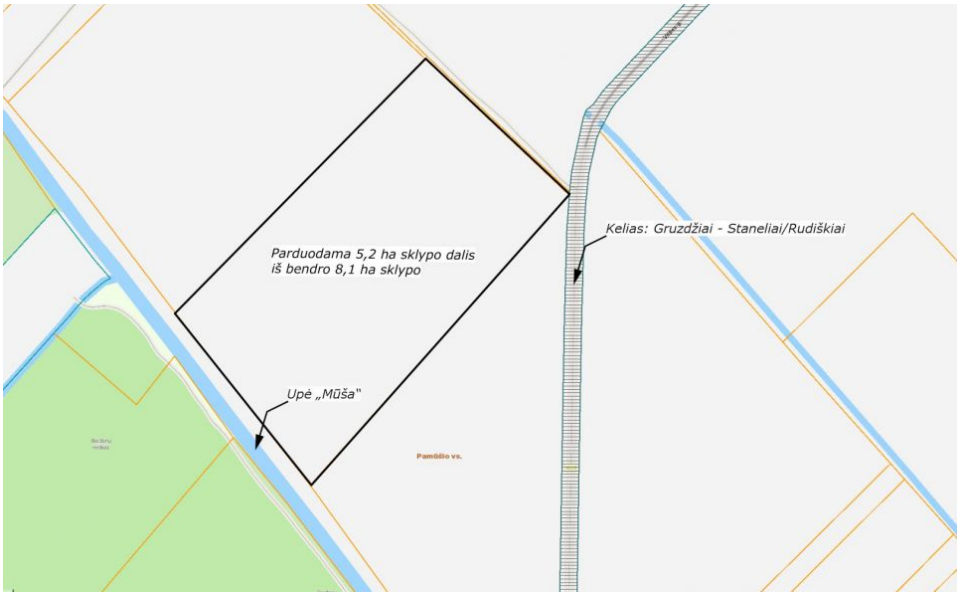 Kelias: Gruzdžiai - Staneliai/Rudiškiai
Parduodama 5,2 ha sklypo dalis
iš bendro 8,1 ha sklypo
Upė „Mūša“
Pamūšio vs.